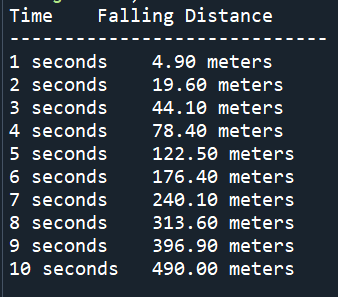 Time    Falling Distance
-----------------------------
1 seconds    4.90 meters
2 seconds    19.60 meters
3 seconds    44.10 meters
4 seconds    78.40 meters
5 seconds    122.50 meters
6 seconds    176.40 meters
7 seconds    240.10 meters
8 seconds    313.60 meters
9 seconds    396.90 meters
10 seconds   490.00 meters